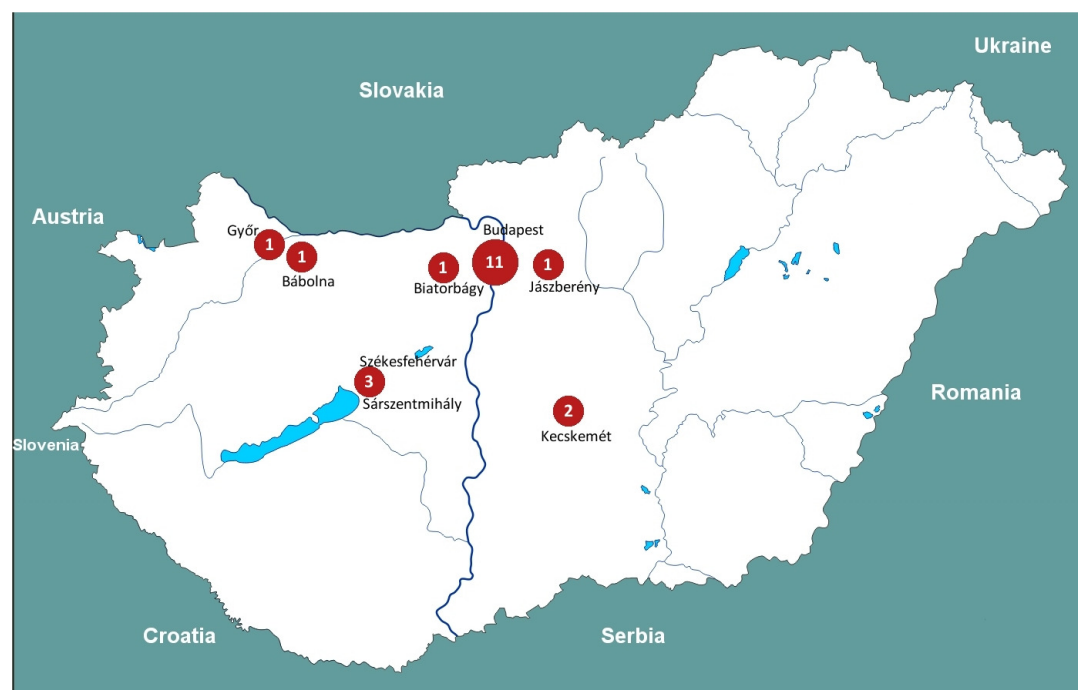 Ukraine
Slovakia
Austria
Győr
1
1
Bábolna
Budapest
11
1
Biatorbágy
1
Jászberény
Székesfehérvár
3
Sárszentmihály
2
Kecskemét
Romania
Slovenia
Croatia
Serbia